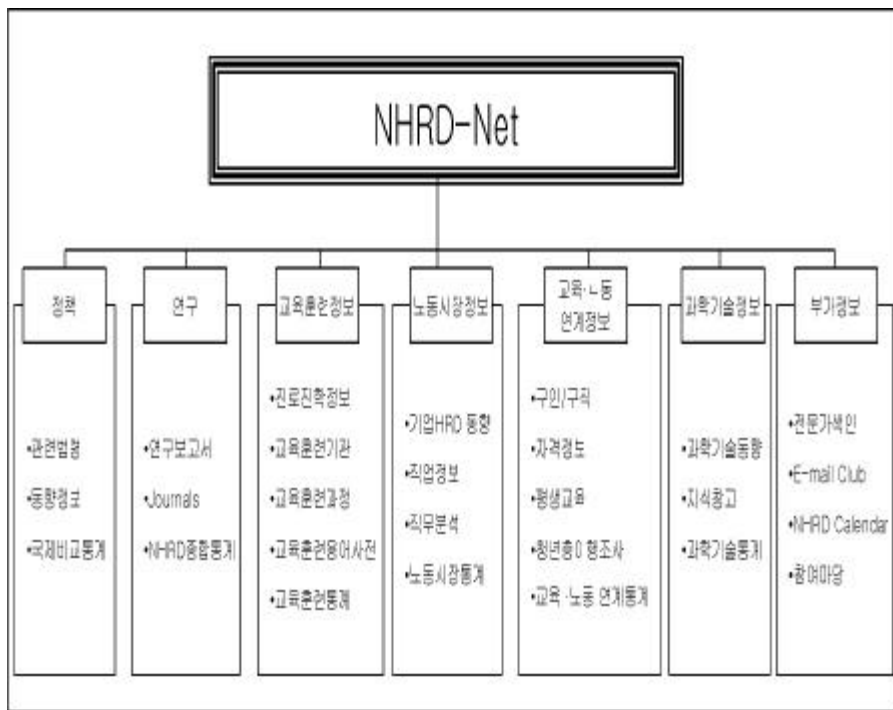 NHRD-Net
정책
•관련법령
•동향정보
•국제비교통계
연구
•연구보고서
•Journals
•NHRD종합통계
교육훈련정보
•진로진학정보
•교육훈련기관
•교육훈련과정
•교육훈련용어사전
•교육훈련통계
노동시장정보
•기업HRD 동향
•직업정보
•직무분석
•노동시장통계
교육·노동
연계정보
•구인/구직
•자격정보
•평생교육
•청년층이행조사
•교육·노동 연계통계
과학기술정보
•과학기술동향
•지식창고
•과학기술통계
부가정보
•전문가색인
•E-mail Club
•NHRD Calendar
•참여마당